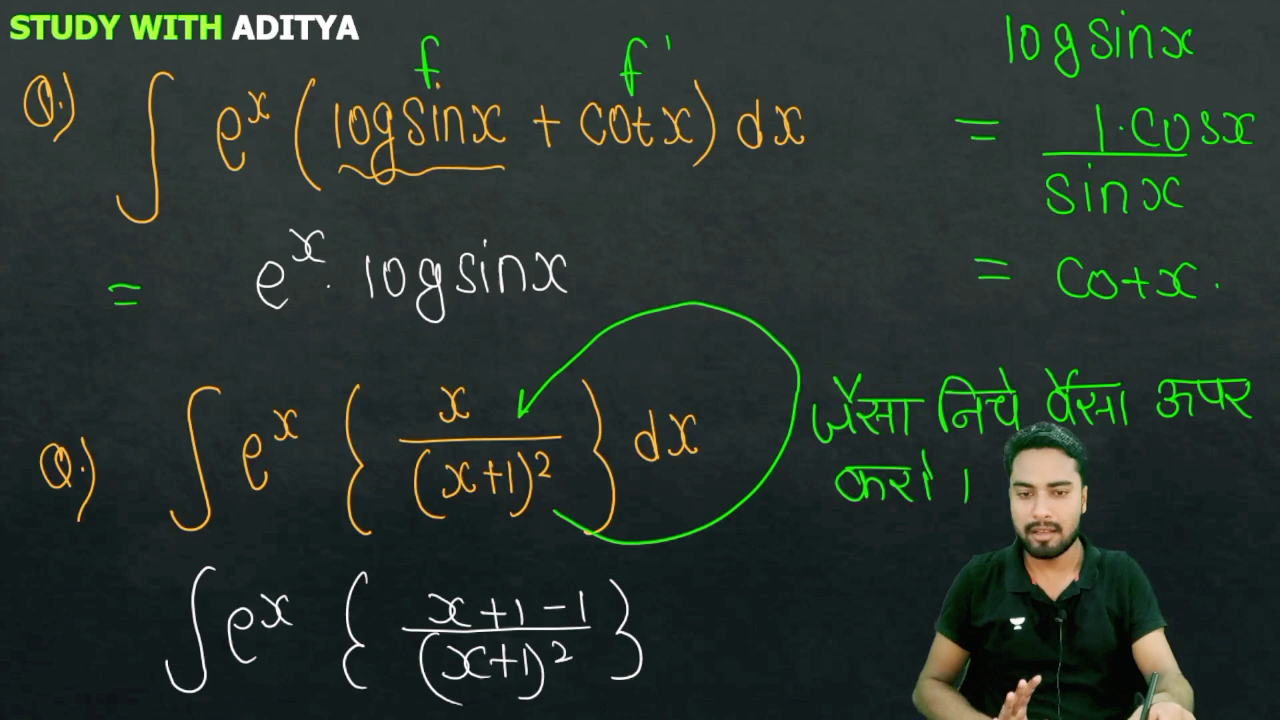 STUDY WITH ADITYA
f f'
Q.) ∫ e^x (log sin x + cot x) dx
= e^x · log sin x
log sin x
= 1·cos x / sin x
= cot x.
Q.) ∫ e^x { x / (x+1)^2 } dx
जैसा निचे वैसा ऊपर
करो।
∫ e^x { x+1-1 / (x+1)^2 }